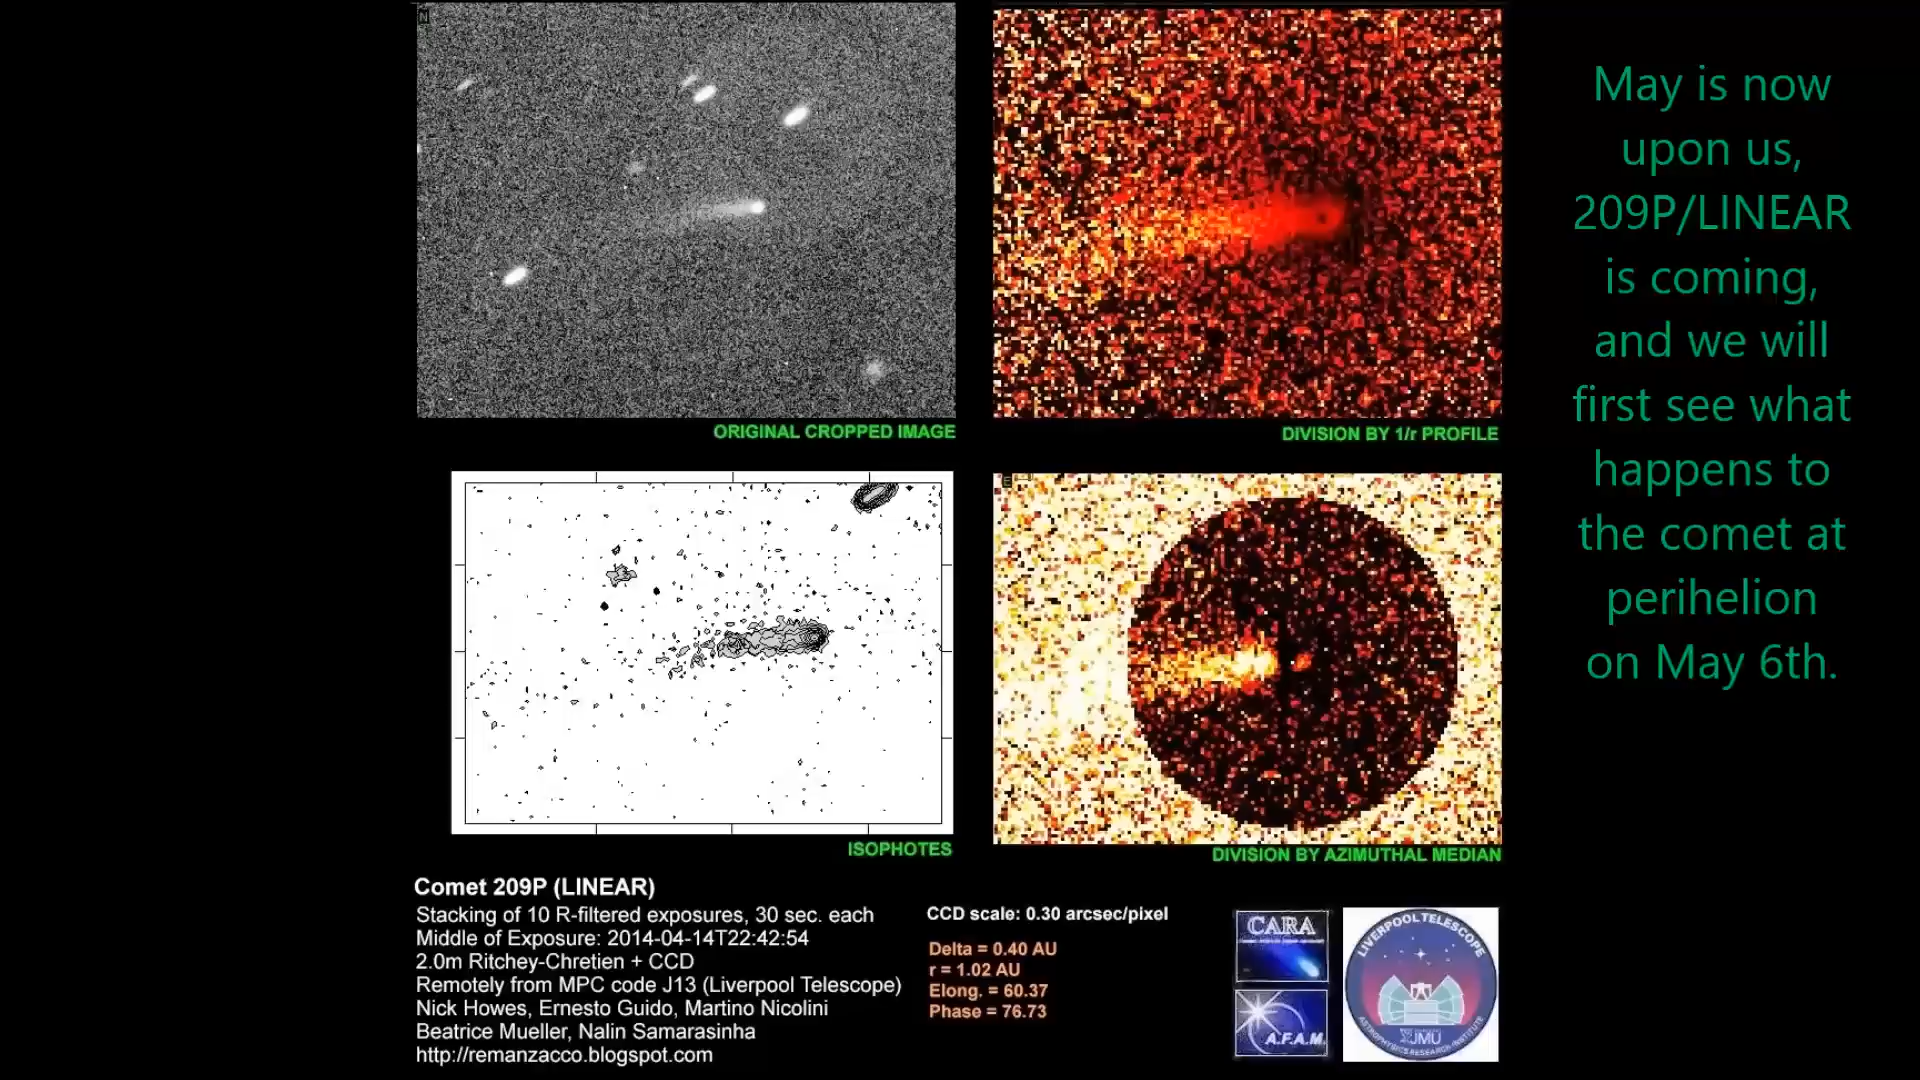 N
ORIGINAL CROPPED IMAGE
DIVISION BY 1/r PROFILE
May is now
upon us,
209P/LINEAR
is coming,
and we will
first see what
happens to
the comet at
perihelion
on May 6th.
E
ISOPHOTES
DIVISION BY AZIMUTHAL MEDIAN
Comet 209P (LINEAR)
Stacking of 10 R-filtered exposures, 30 sec. each
Middle of Exposure: 2014-04-14T22:42:54
2.0m Ritchey-Chretien + CCD
Remotely from MPC code J13 (Liverpool Telescope)
Nick Howes, Ernesto Guido, Martino Nicolini
Beatrice Mueller, Nalin Samarasinha
http://remanzacco.blogspot.com
CCD scale: 0.30 arcsec/pixel
Delta = 0.40 AU
r = 1.02 AU
Elong. = 60.37
Phase = 76.73
CARA
A.F.A.M.
LIVERPOOL TELESCOPE
JMU
ASTROPHYSICS RESEARCH INSTITUTE